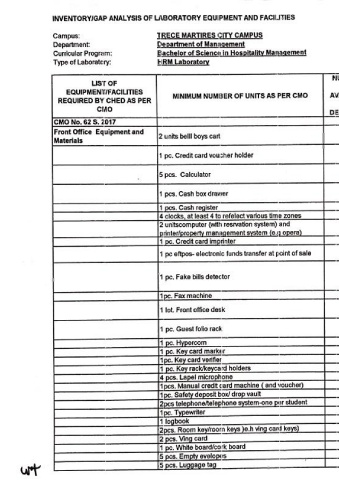 INVENTORY/GAP ANALYSIS OF LABORATORY EQUIPMENT AND FACILITIES
Campus: TRECE MARTIRES CITY CAMPUS
Department: Department of Management
Curicular Program: Bachelor of Science in Hospitality Management
Type of Laboratory: HRM Laboratory
LIST OF
EQUIPMENT/FACILITIES
REQUIRED BY CHED AS PER
CMO
MINIMUM NUMBER OF UNITS AS PER CMO
NU
AV
DE
CMO No. 62 S. 2017
Front Office Equipment and
Materials
2 units belll boys cart
1 pc. Credit card voucher holder
5 pcs. Calculator
1 pcs. Cash box drawer
1 pcs. Cash register
4 clocks, at least 4 to refelect various time zones
2 unitscomputer (with resrvation system) and
printer/property management system (e.g opera)
1 pc. Credit card imprinter
1 pc eftpos- electronic funds transfer at point of sale
1 pc. Fake bills detector
1pc. Fax machine
1 lot. Front office desk
1 pc. Guest folio rack
1 pc. Hypercom
1 pc. Key card marker
1pc. Key card verifier
1 pc. Key rack/keycard holders
4 pcs. Lapel microphone
1pcs. Manual credit card machine ( and voucher)
1pc. Safety deposit box/ drop vault
2pcs telephone/telephone system-one per student
1pc. Typewriter
1 logbook
2pcs. Room key/room keys (e.h ving card keys)
2 pcs. Ving card
1 pc. White board/cork board
5 pcs. Empty evelopes
5 pcs. Luggage tag